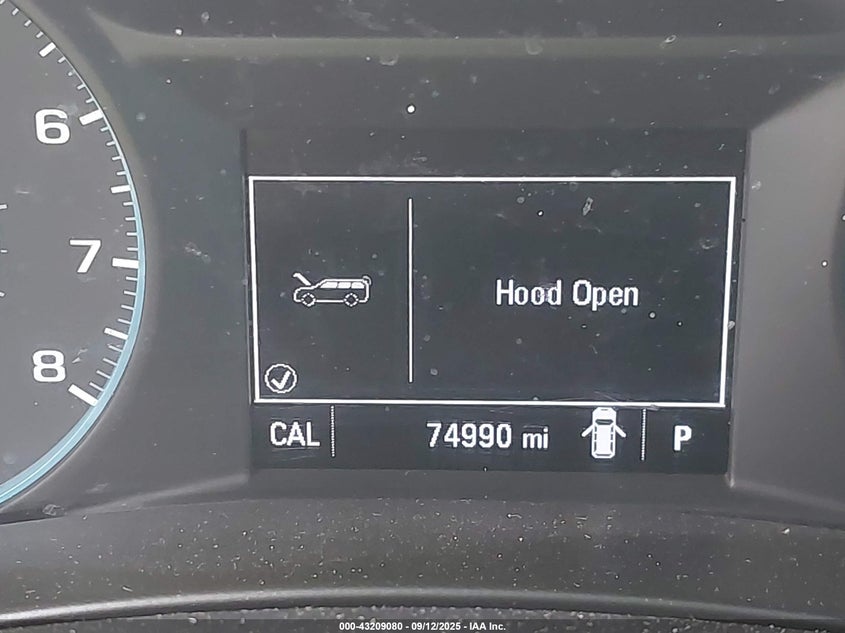 6
7
8
Hood Open
CAL 74990 mi P
000-43209080 - 09/12/2025 - IAA Inc.